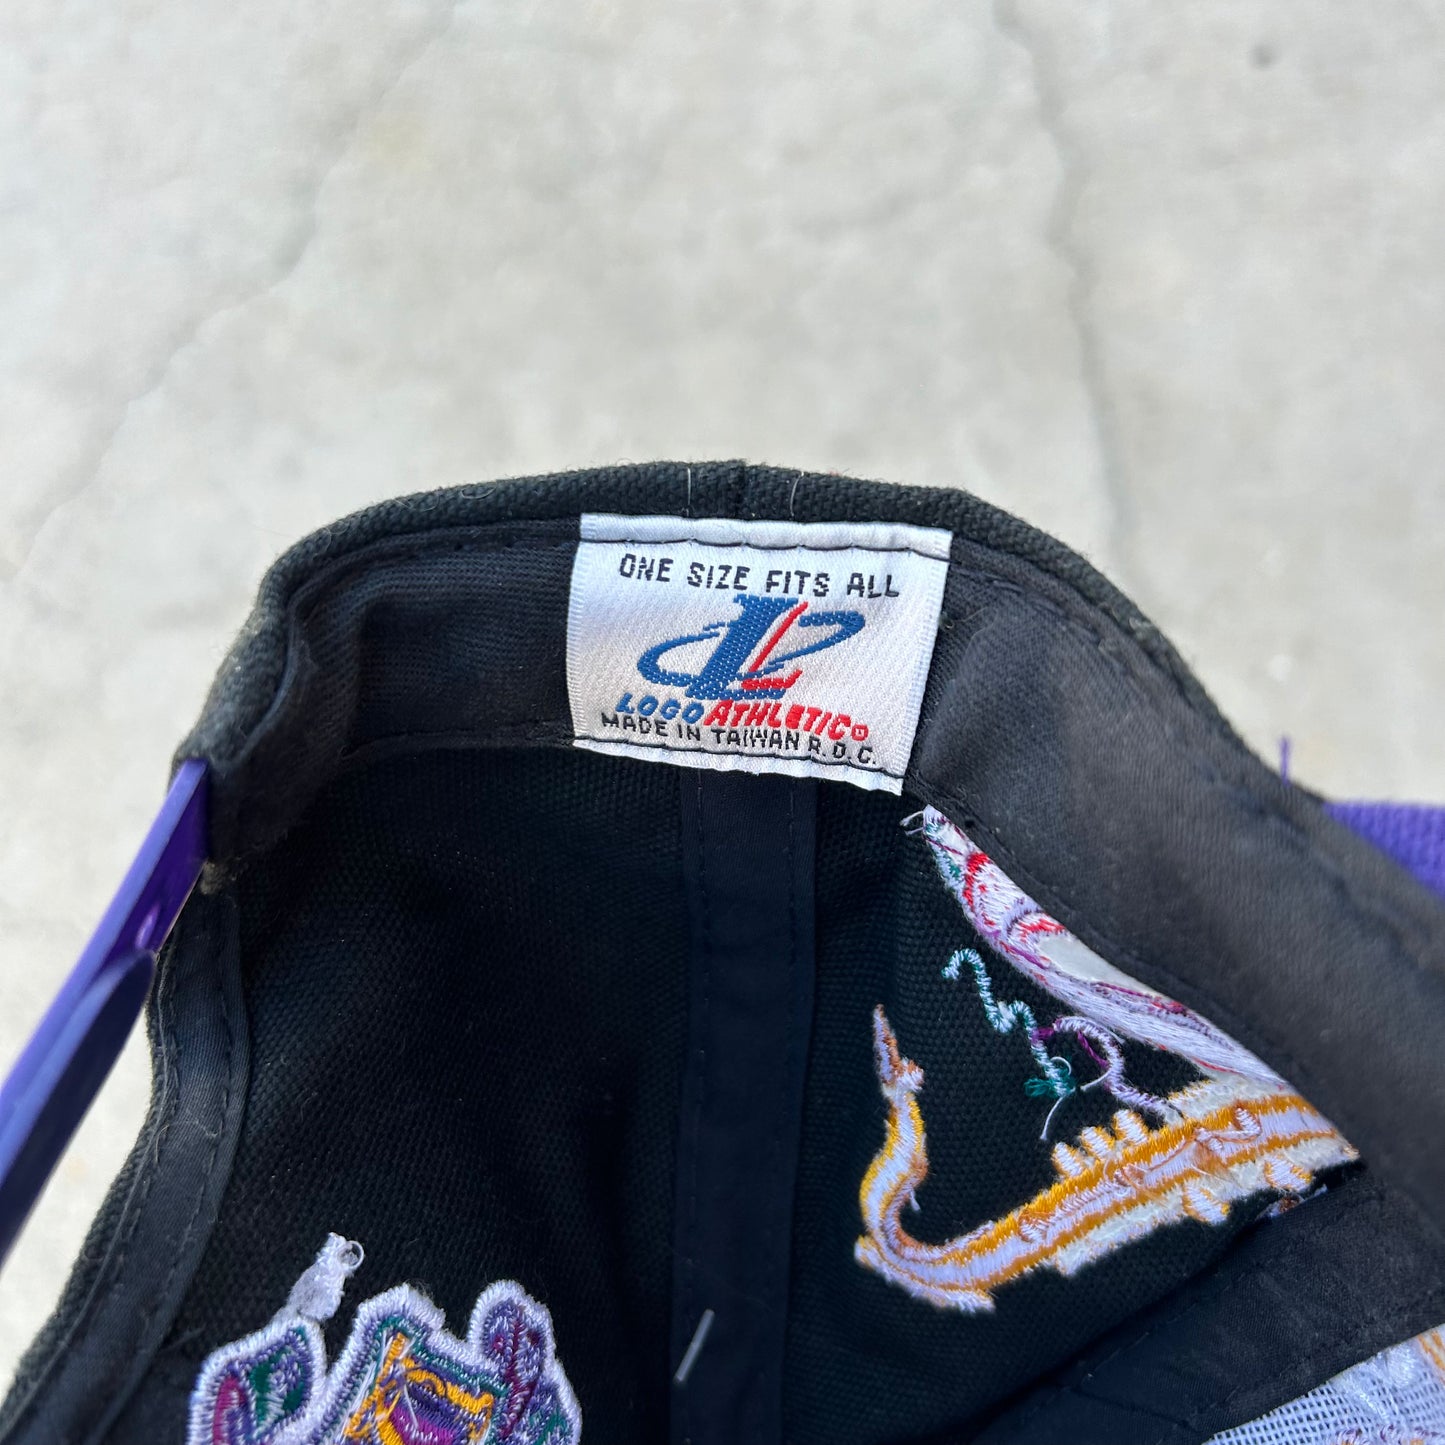 ONE SIZE FITS ALL
LOGO ATHLETIC®
MADE IN TAIWAN R.O.C.